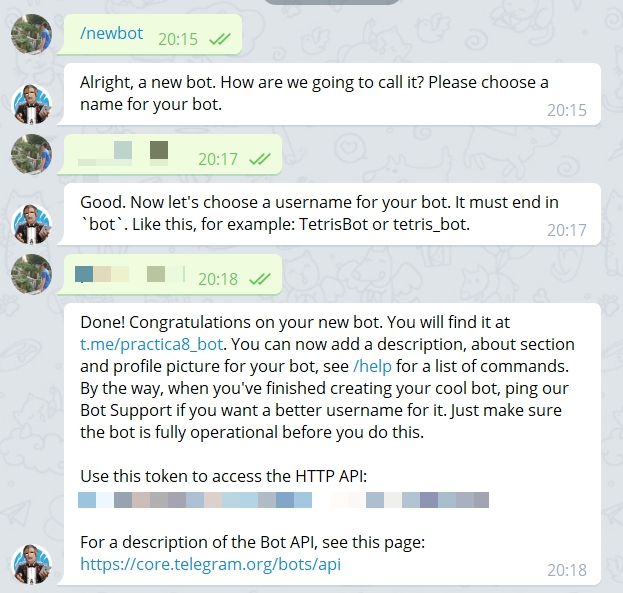 /newbot 20:15
Alright, a new bot. How are we going to call it? Please choose a
name for your bot.
20:15
20:17
Good. Now let's choose a username for your bot. It must end in
`bot`. Like this, for example: TetrisBot or tetris_bot.
20:17
20:18
Done! Congratulations on your new bot. You will find it at
t.me/practica8_bot. You can now add a description, about section
and profile picture for your bot, see /help for a list of commands.
By the way, when you've finished creating your cool bot, ping our
Bot Support if you want a better username for it. Just make sure
the bot is fully operational before you do this.
Use this token to access the HTTP API:
For a description of the Bot API, see this page:
https://core.telegram.org/bots/api
20:18